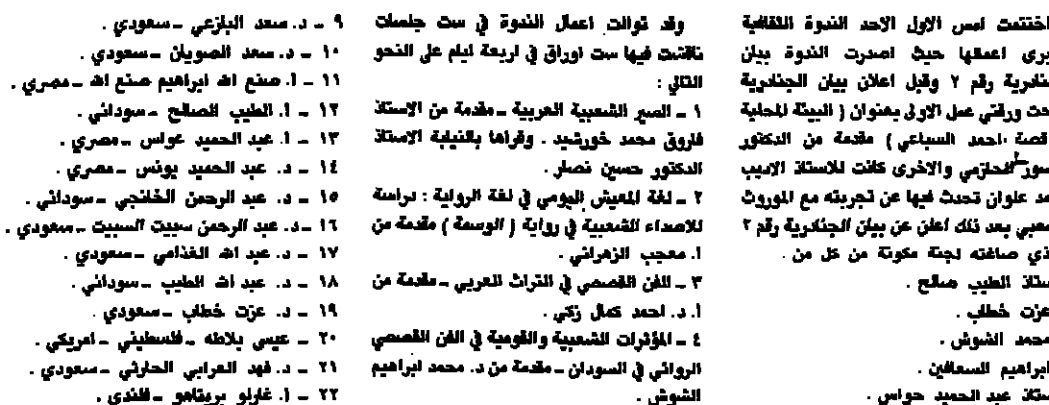 اختتمت امس الاول الاحد الندوة الثقافية
برى اعمقها حيث اصدرت الندوة بيان
نادرية رقم ٢ وقبل اعلان بيان الجنادرية
حت ورقتي عمل الاولى بعنوان ( البيئة المحلية
قصة احمد السباعي ) مقدمة من الدكتور
سور الحازمي والاخرى كانت للاستاذ الاديب
مد علوان تحدث فيها عن تجربته مع الموروث
معبي بعد ذلك اعلن عن بيان الجنادرية رقم ٢
ذي صاغته لجنة مكونة من كل من .
ستاذ الطيب صالح .
عزت خطاب .
محمد الشوش .
ابراهيم السعافين .
ستاذ عبد الحميد حواس .
وقد توالت اعمال الندوة في ست جلسات
ناقشت فيها ست اوراق في اربعة ايام على النحو
التالي :
١ - السير الشعبية العربية - مقدمة من الاستاذ
فاروق محمد خورشيد . وقراها بالنيابة الاستاذ
الدكتور حسين نصار .
٢ - لغة المعيش اليومي في لغة الرواية : دراسة
للاصداء الشعبية في رواية ( الوسمة ) مقدمة من
ا. معجب الزهراني .
٣ - الفن القصصي في التراث العربي - مقدمة من
أ. د. احمد كمال زكي .
٤ - المؤثرات الشعبية والقومية في الفن القصصي
الروائي في السودان - مقدمة من د. محمد ابراهيم
الشوش .
٩ - د. سعد البازعي - سعودي .
١٠ - د. سعد الصويان - سعودي .
١١ - أ. صنع الله ابراهيم صنع الله - مصري .
١٢ - أ. الطيب الصالح - سوداني .
١٣ - أ. عبد الحميد حواس - مصري .
١٤ - د. عبد الحميد يونس - مصري .
١٥ - د. عبد الرحمن الخانجي - سوداني .
١٦ - د. عبد الرحمن سبيت السبيت - سعودي .
١٧ - د. عبد الله الغذامي - سعودي .
١٨ - د. عبد الله الطيب - سوداني .
١٩ - د. عزت خطاب - سعودي .
٢٠ - عيسى بلاطه - فلسطيني - امريكي .
٢١ - د. فهد العرابي الحارثي - سعودي .
٢٢ - أ. غارلو بريتاهو - فلندي .